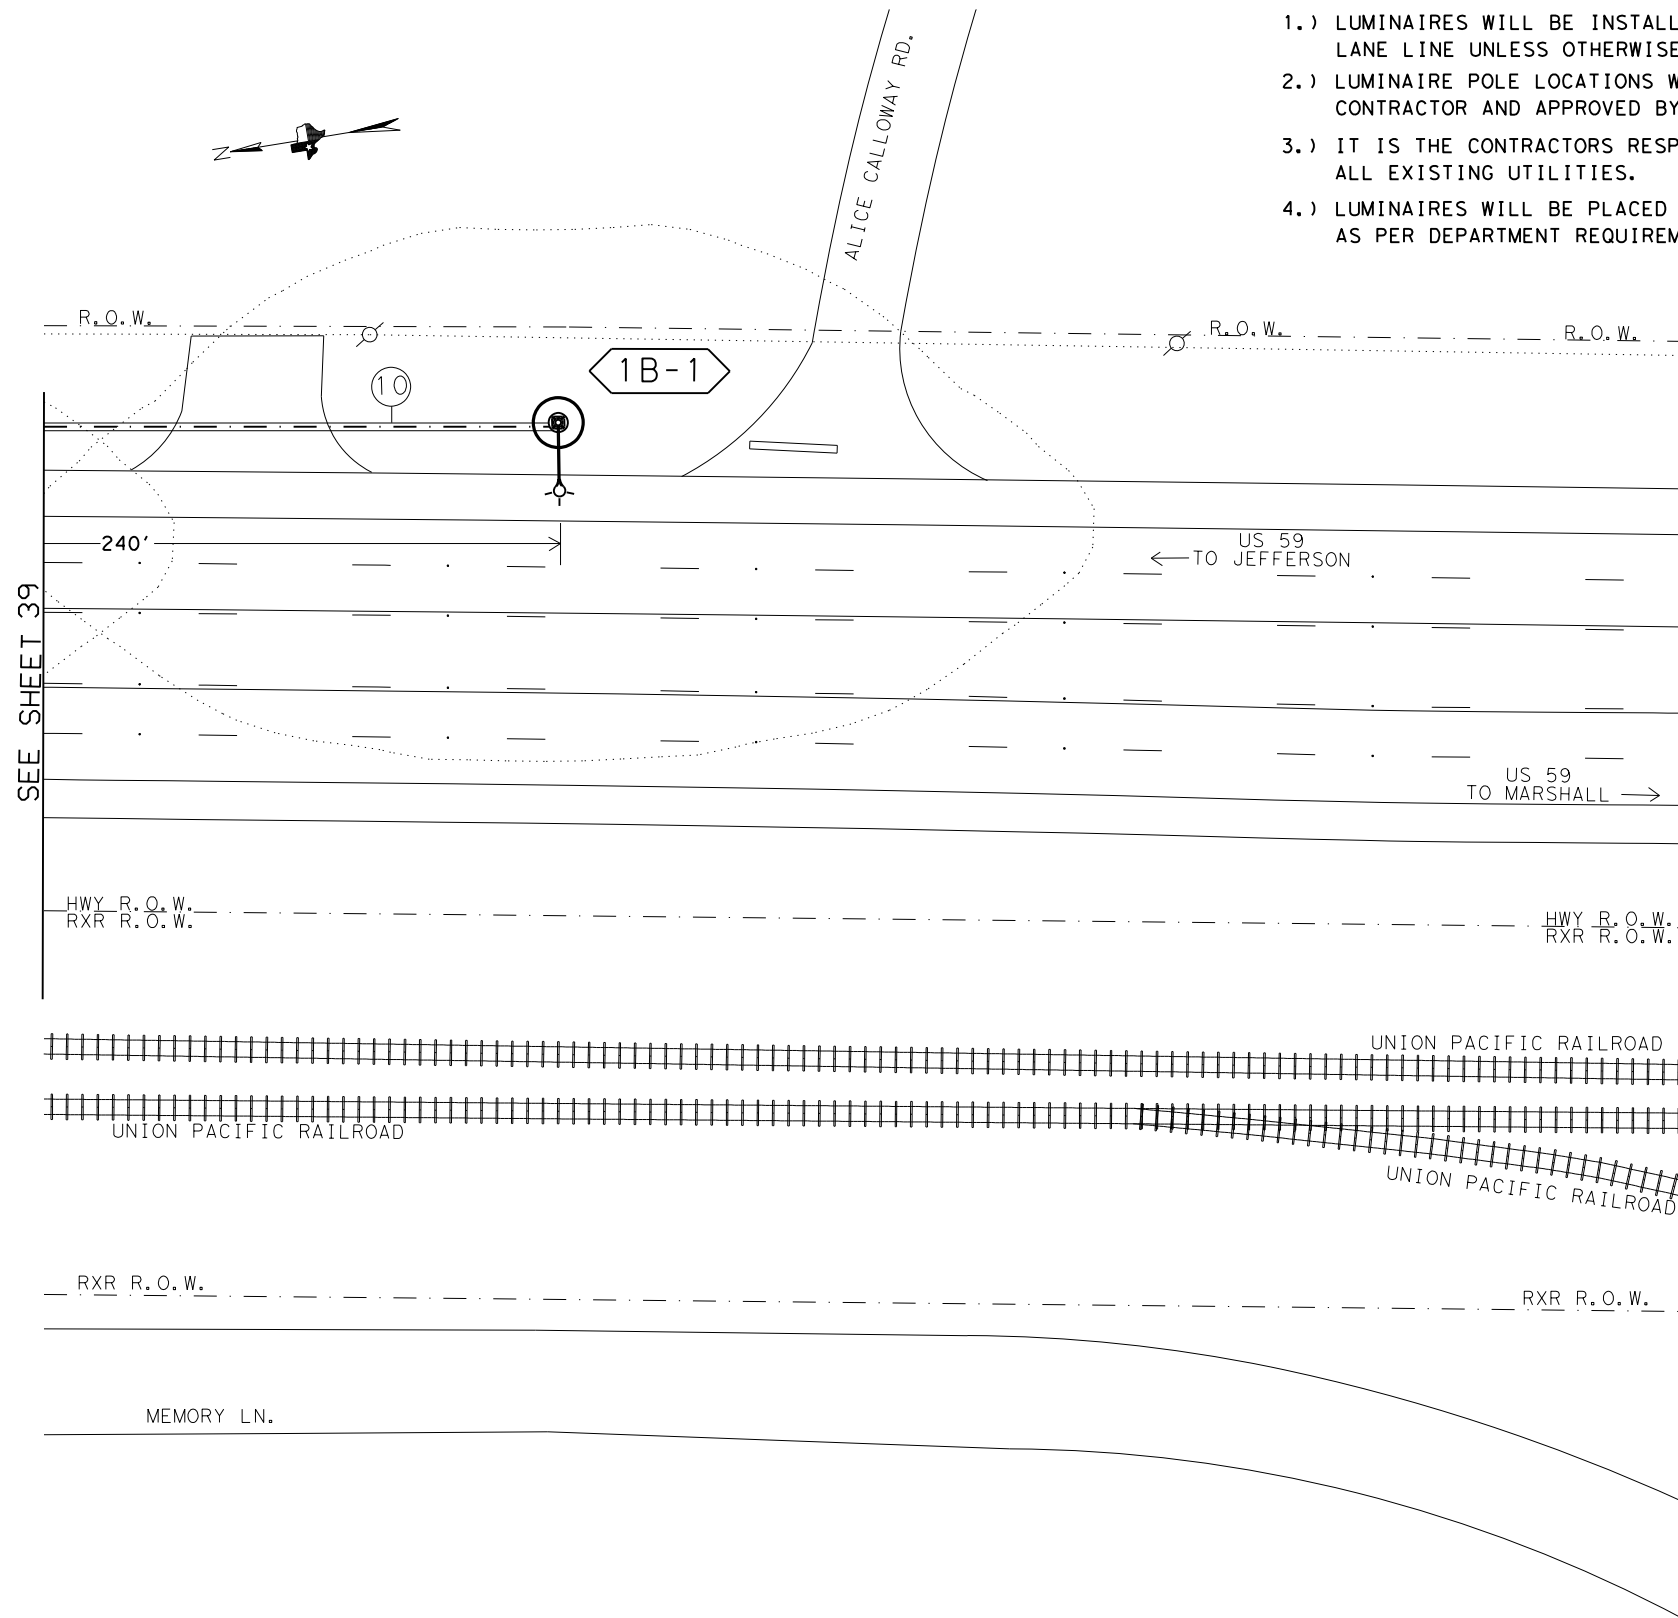 1.) LUMINAIRES WILL BE INSTALL
LANE LINE UNLESS OTHERWISE
2.) LUMINAIRE POLE LOCATIONS W
CONTRACTOR AND APPROVED BY
3.) IT IS THE CONTRACTORS RESP
ALL EXISTING UTILITIES.
4.) LUMINAIRES WILL BE PLACED
AS PER DEPARTMENT REQUIREM
ALICE CALLOWAY RD.
N
R.O.W.
R.O.W.
R.O.W.
1B-1
10
240'
US 59
TO JEFFERSON
SEE SHEET 39
US 59
TO MARSHALL
HWY R.O.W.
RXR R.O.W.
HWY R.O.W.
RXR R.O.W.
UNION PACIFIC RAILROAD
UNION PACIFIC RAILROAD
UNION PACIFIC RAILROAD
RXR R.O.W.
RXR R.O.W.
MEMORY LN.